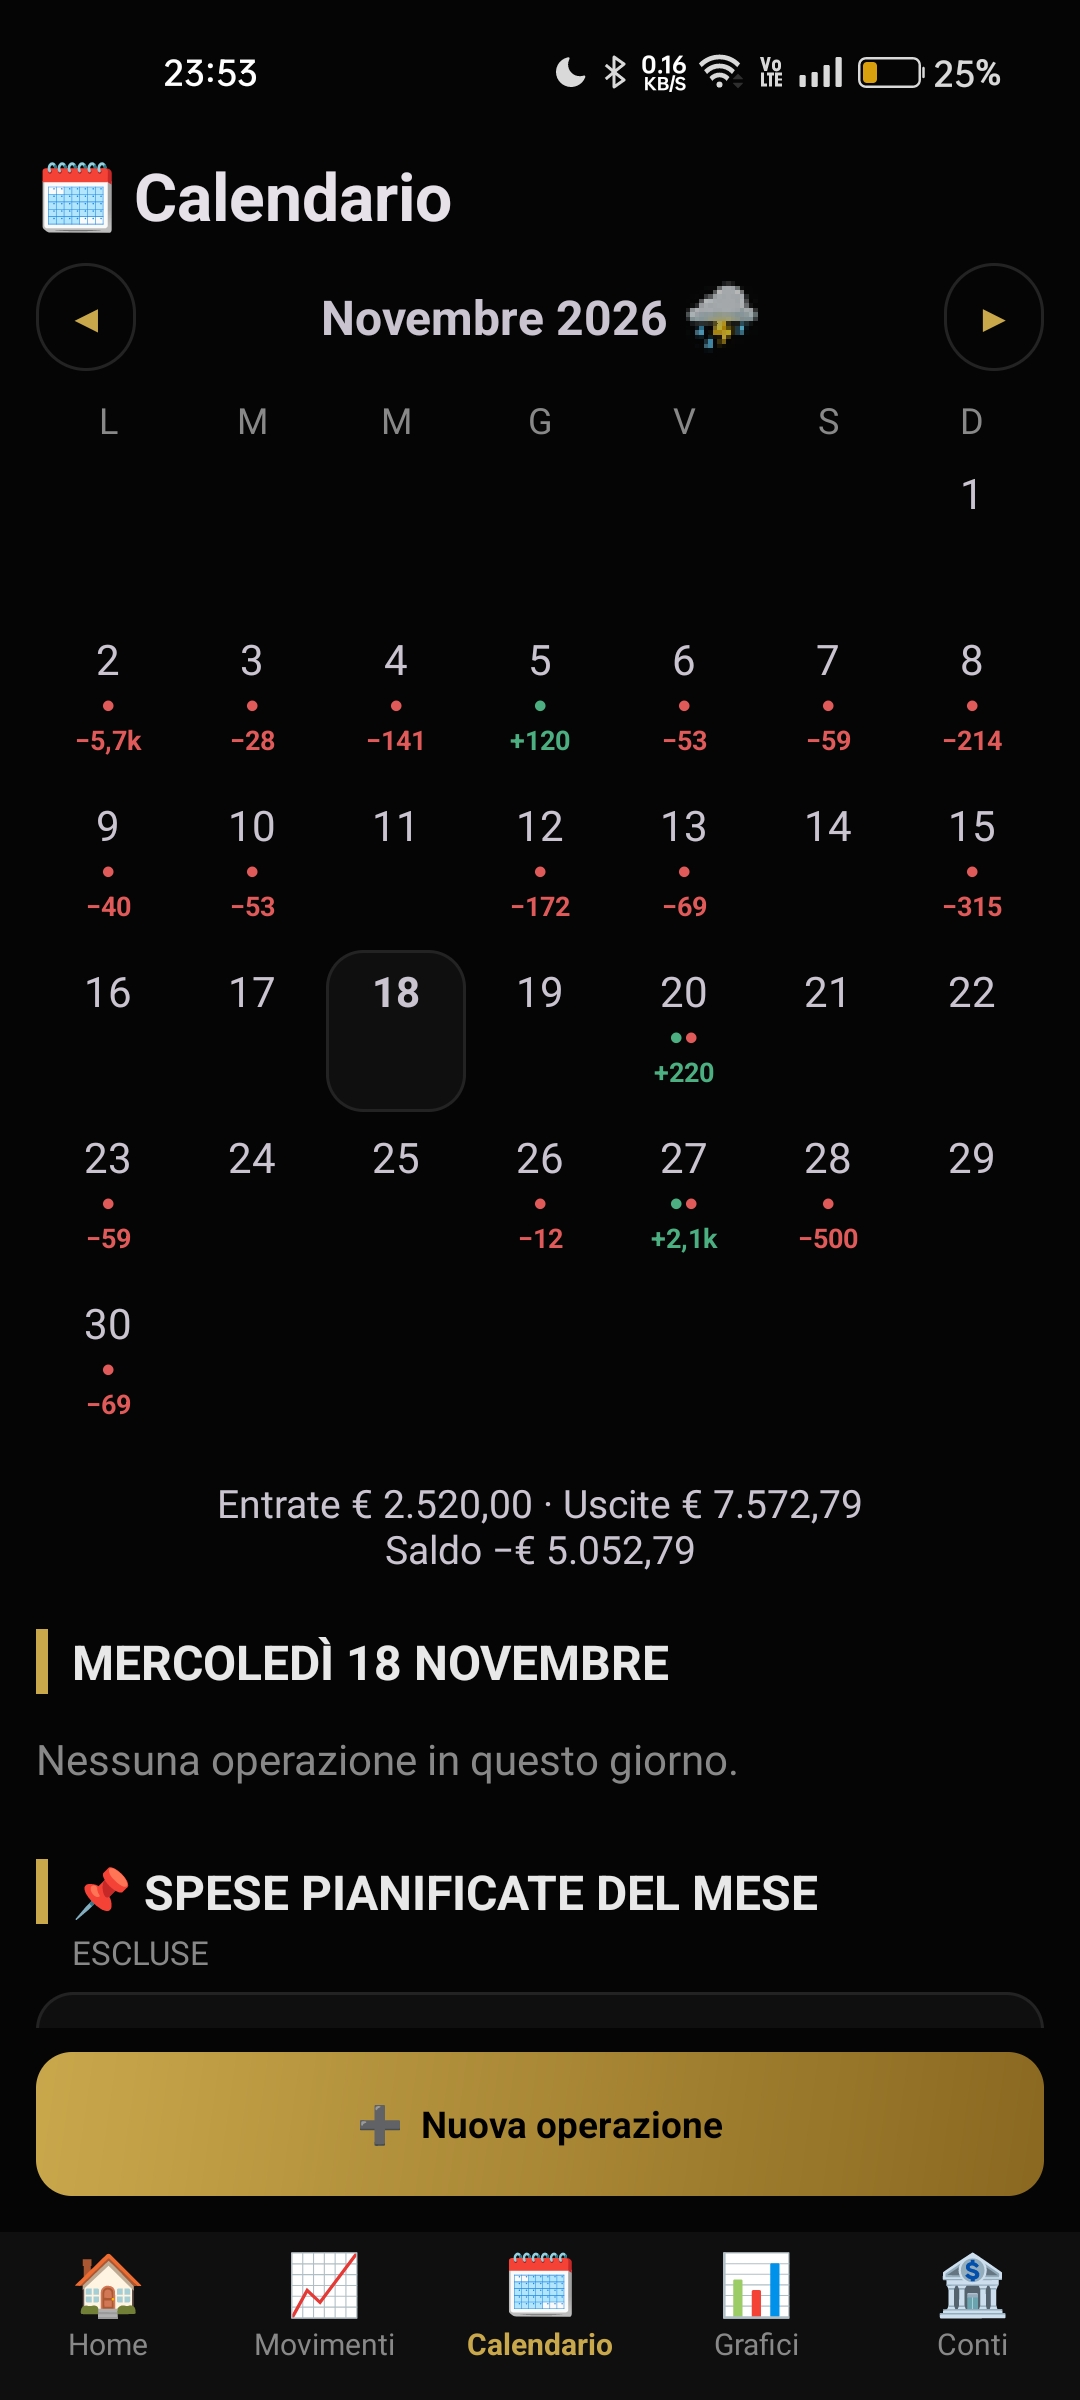 23:53 0.16 KB/S Vo LTE 25%
Calendario
◄ Novembre 2026 ►
L M M G V S D
1
2 3 4 5 6 7 8
−5,7k −28 −141 +120 −53 −59 −214
9 10 11 12 13 14 15
−40 −53 −172 −69 −315
16 17 18 19 20 21 22
+220
23 24 25 26 27 28 29
−59 −12 +2,1k −500
30
−69
Entrate € 2.520,00 · Uscite € 7.572,79
Saldo −€ 5.052,79
MERCOLEDÌ 18 NOVEMBRE
Nessuna operazione in questo giorno.
SPESE PIANIFICATE DEL MESE
ESCLUSE
Nuova operazione
Home Movimenti Calendario Grafici Conti